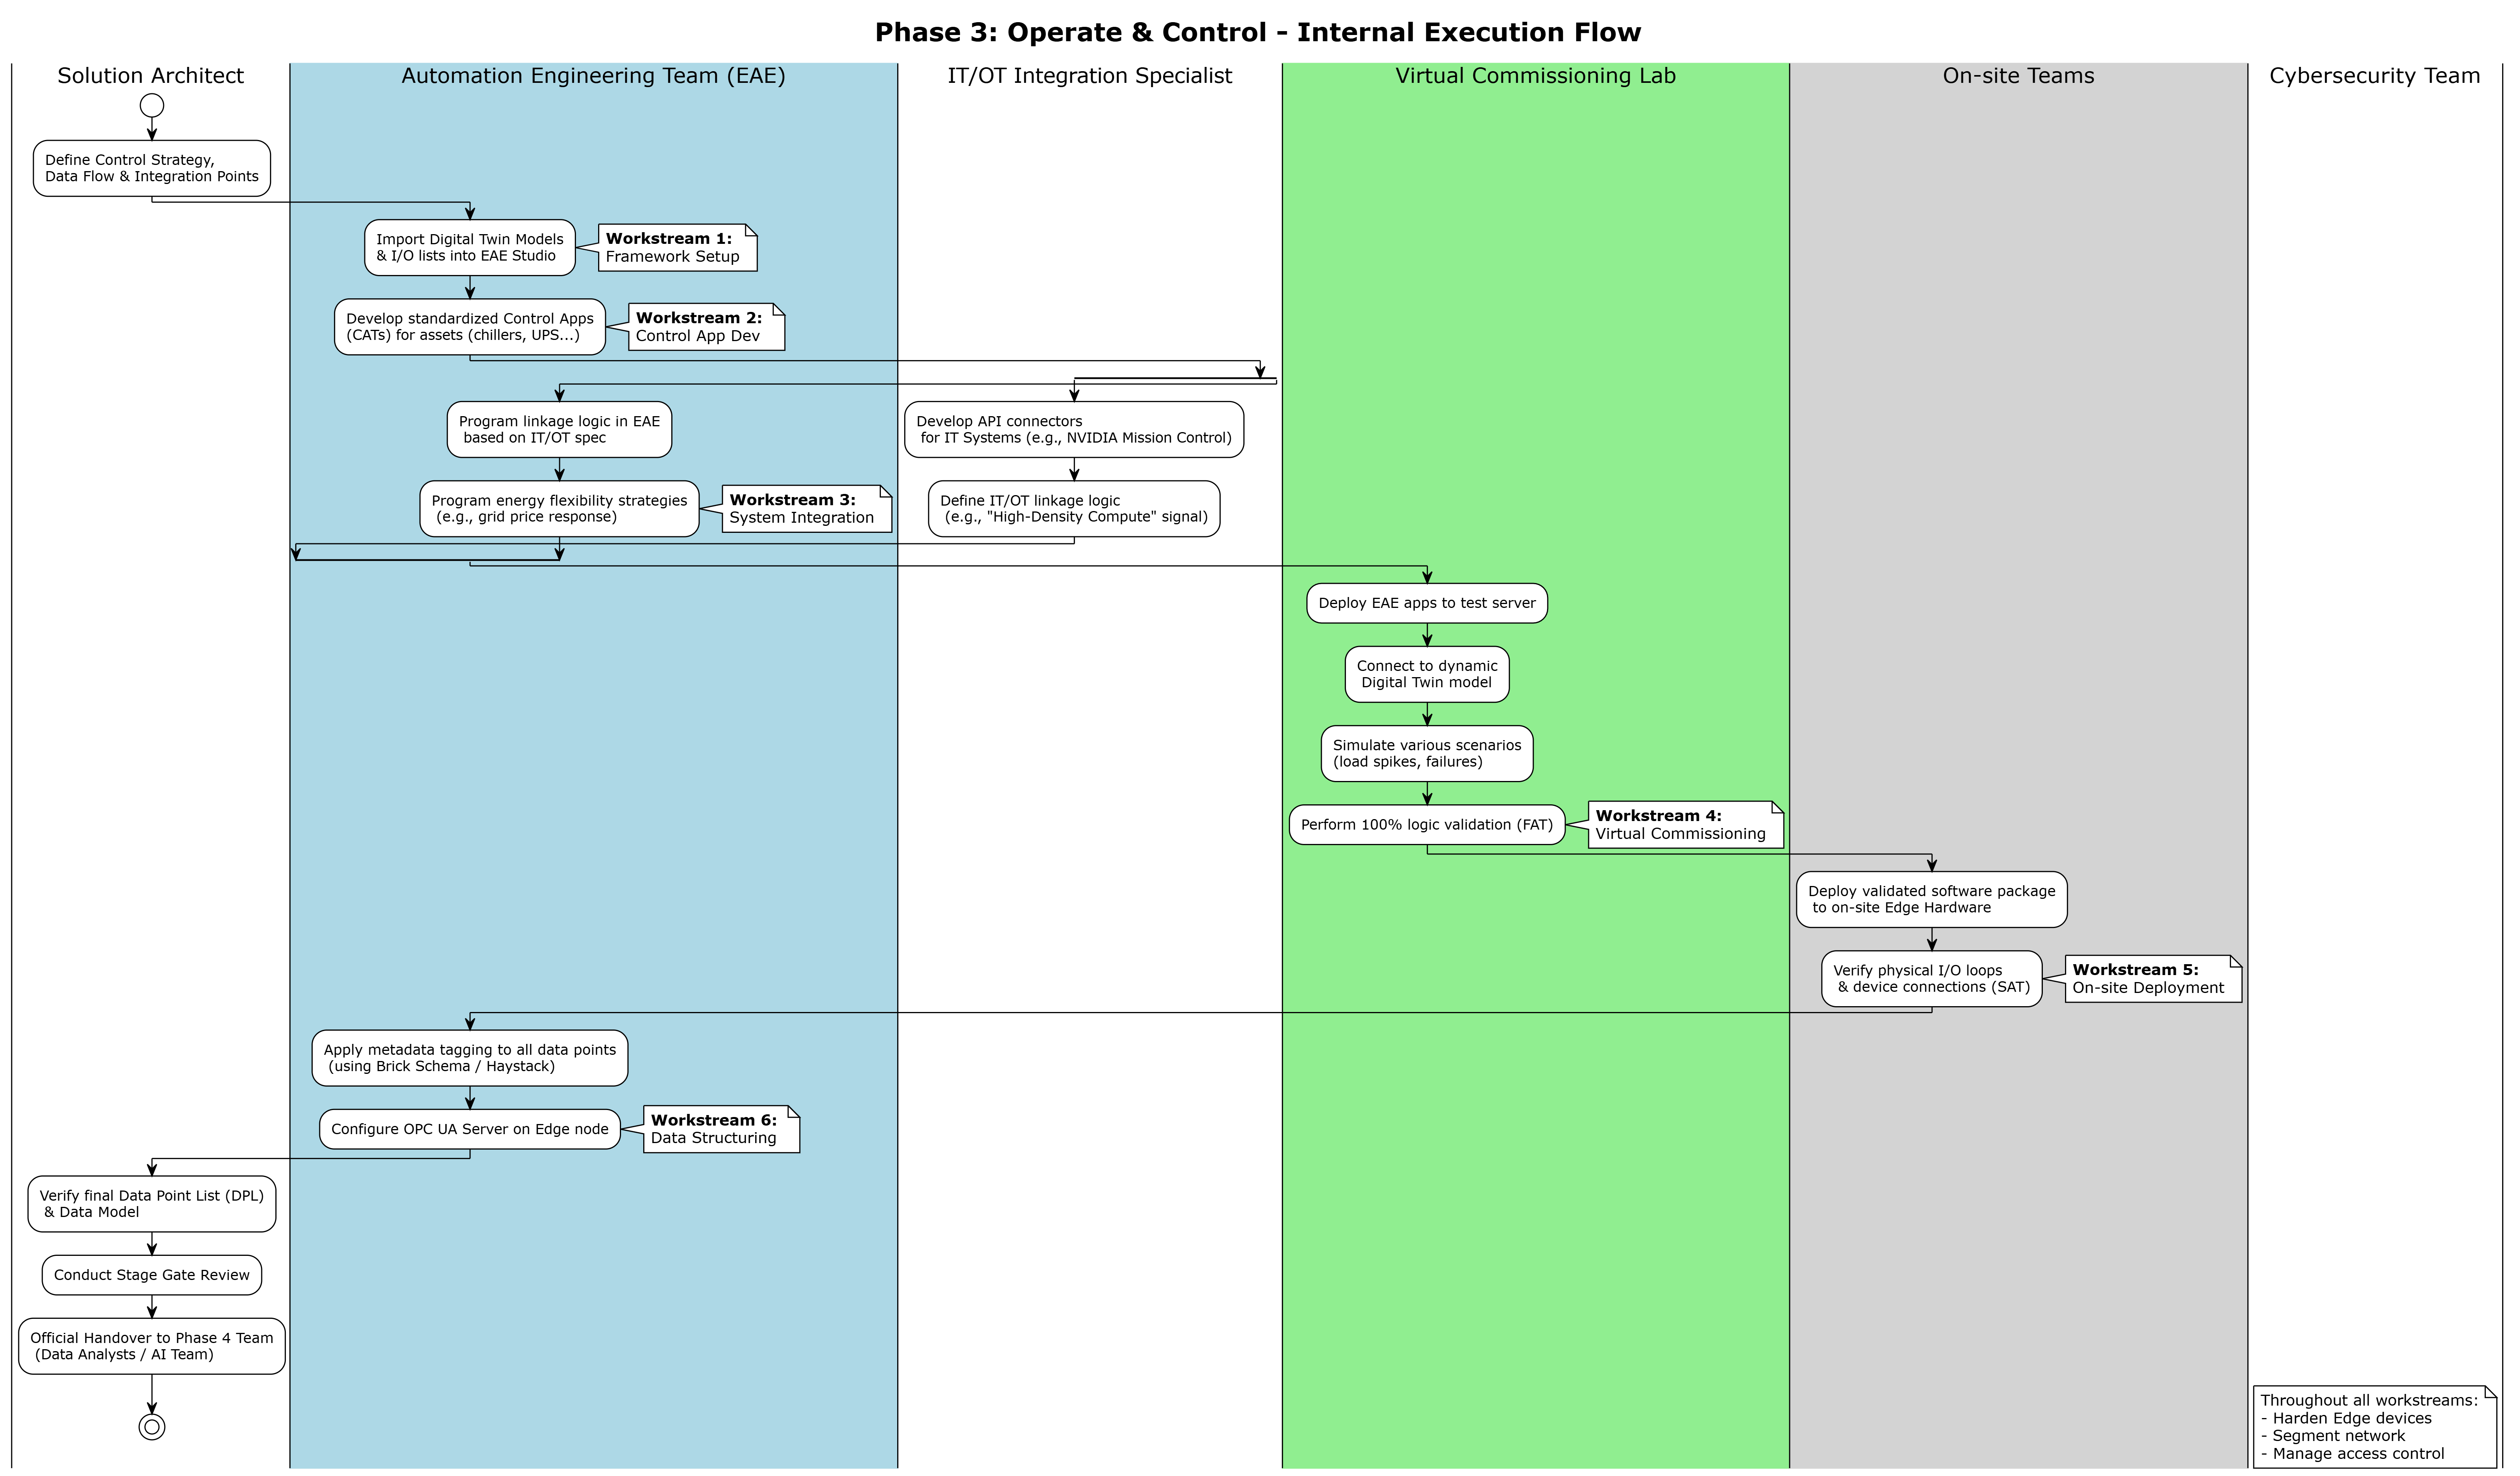 Phase 3: Operate & Control – Internal Execution Flow
Solution Architect
Automation Engineering Team (EAE)
IT/OT Integration Specialist
Virtual Commissioning Lab
On-site Teams
Cybersecurity Team
Define Control Strategy,
Data Flow & Integration Points
Import Digital Twin Models
& I/O lists into EAE Studio
Workstream 1:
Framework Setup
Develop standardized Control Apps
(CATs) for assets (chillers, UPS...)
Workstream 2:
Control App Dev
Program linkage logic in EAE
based on IT/OT spec
Develop API connectors
for IT Systems (e.g., NVIDIA Mission Control)
Program energy flexibility strategies
(e.g., grid price response)
Workstream 3:
System Integration
Define IT/OT linkage logic
(e.g., "High-Density Compute" signal)
Deploy EAE apps to test server
Connect to dynamic
Digital Twin model
Simulate various scenarios
(load spikes, failures)
Perform 100% logic validation (FAT)
Workstream 4:
Virtual Commissioning
Deploy validated software package
to on-site Edge Hardware
Verify physical I/O loops
& device connections (SAT)
Workstream 5:
On-site Deployment
Apply metadata tagging to all data points
(using Brick Schema / Haystack)
Configure OPC UA Server on Edge node
Workstream 6:
Data Structuring
Verify final Data Point List (DPL)
& Data Model
Conduct Stage Gate Review
Official Handover to Phase 4 Team
(Data Analysts / AI Team)
Throughout all workstreams:
- Harden Edge devices
- Segment network
- Manage access control